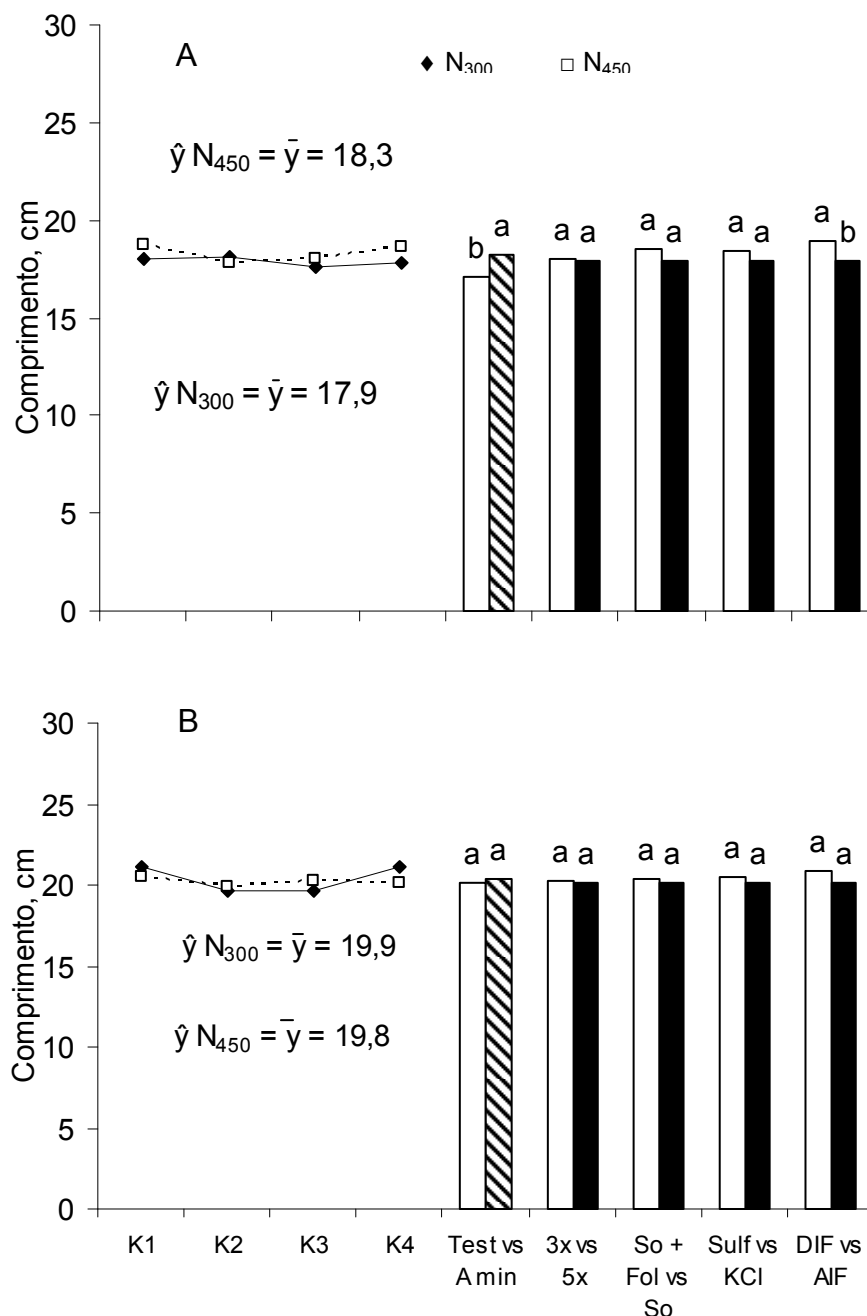 A
N300
N450
ŷ N450 = ȳ = 18,3
ŷ N300 = ȳ = 17,9
Comprimento, cm
30
25
20
15
10
5
0
b a a a a a a a a b
B
ŷ N300 = ȳ = 19,9
ŷ N450 = ȳ = 19,8
Comprimento, cm
30
25
20
15
10
5
0
a a a a a a a a a a
K1 K2 K3 K4
Test vs
A min
3x vs
5x
So +
Fol vs
So
Sulf vs
KCl
DIF vs
AIF